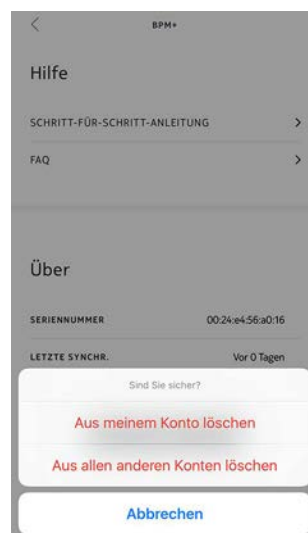 BPM+
Hilfe
SCHRITT-FÜR-SCHRITT-ANLEITUNG
FAQ
Über
SERIENNUMMER 00:24:e4:56:a0:16
LETZTE SYNCHR. Vor 0 Tagen
Sind Sie sicher?
Aus meinem Konto löschen
Aus allen anderen Konten löschen
Abbrechen